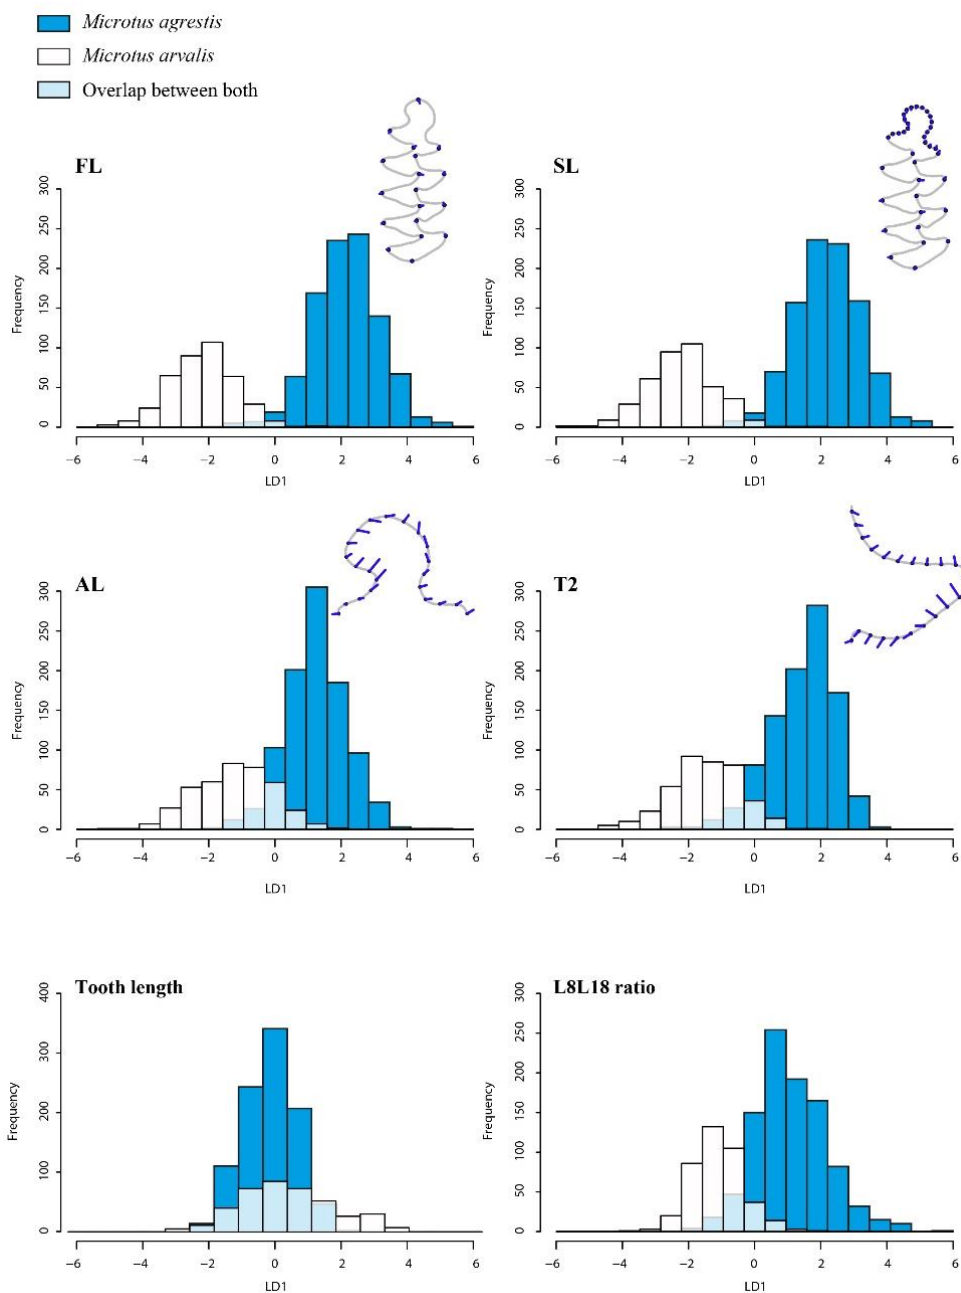 Microtus agrestis
Microtus arvalis
Overlap between both
FL
SL
300
250
200
150
100
50
0
Frequency
−6 −4 −2 0 2 4 6
LD1
300
250
200
150
100
50
0
Frequency
−6 −4 −2 0 2 4 6
LD1
AL
T2
300
250
200
150
100
50
0
Frequency
−6 −4 −2 0 2 4 6
LD1
300
250
200
150
100
50
0
Frequency
−6 −4 −2 0 2 4 6
LD1
Tooth length
L8L18 ratio
400
300
200
100
0
Frequency
−6 −4 −2 0 2 4 6
LD1
300
250
200
150
100
50
0
Frequency
−6 −4 −2 0 2 4 6
LD1